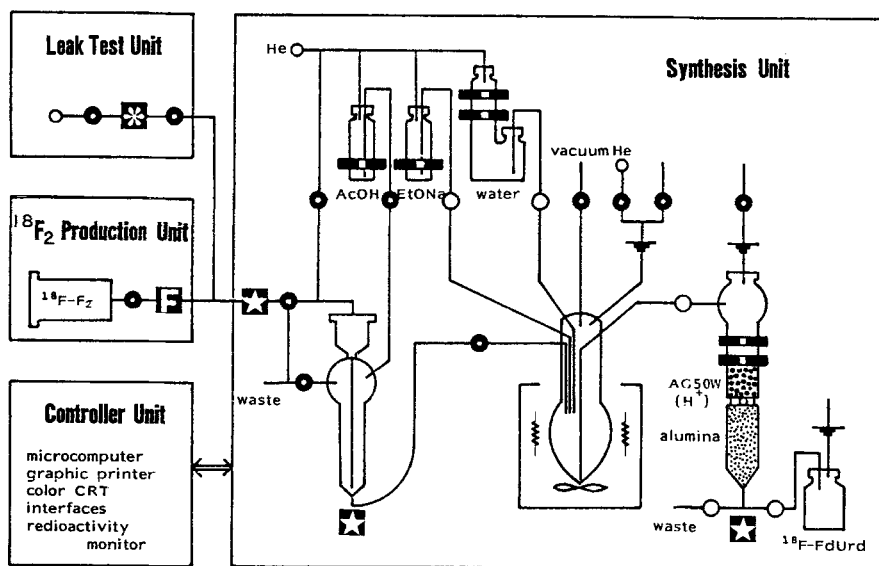 Leak Test Unit
¹⁸F₂ Production Unit
¹⁸F-F₂
F
Controller Unit
microcomputer
graphic printer
color CRT
interfaces
radioactivity
monitor
Synthesis Unit
He
AcOH
EtONa
water
vacuum
He
waste
AG50W
(H⁺)
alumina
waste
¹⁸F-FdUrd